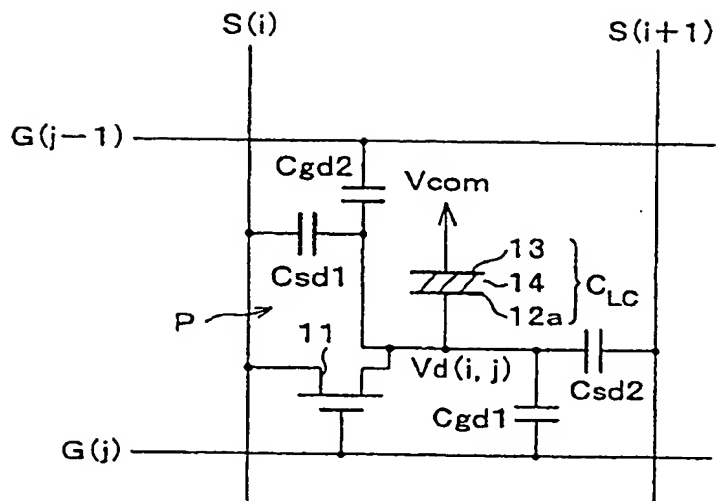 S(i)
S(i+1)
G(j-1)
Cgd2
Vcom
Csd1
13
14
12a
C_LC
P
11
Vd(i, j)
Csd2
Cgd1
G(j)